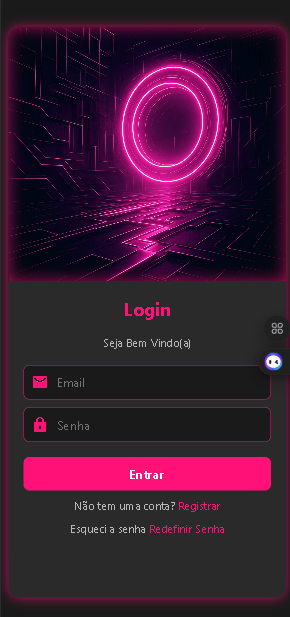 Login
Seja Bem Vindo(a)
Email
Senha
Entrar
Não tem uma conta? Registrar
Esqueci a senha Redefinir Senha